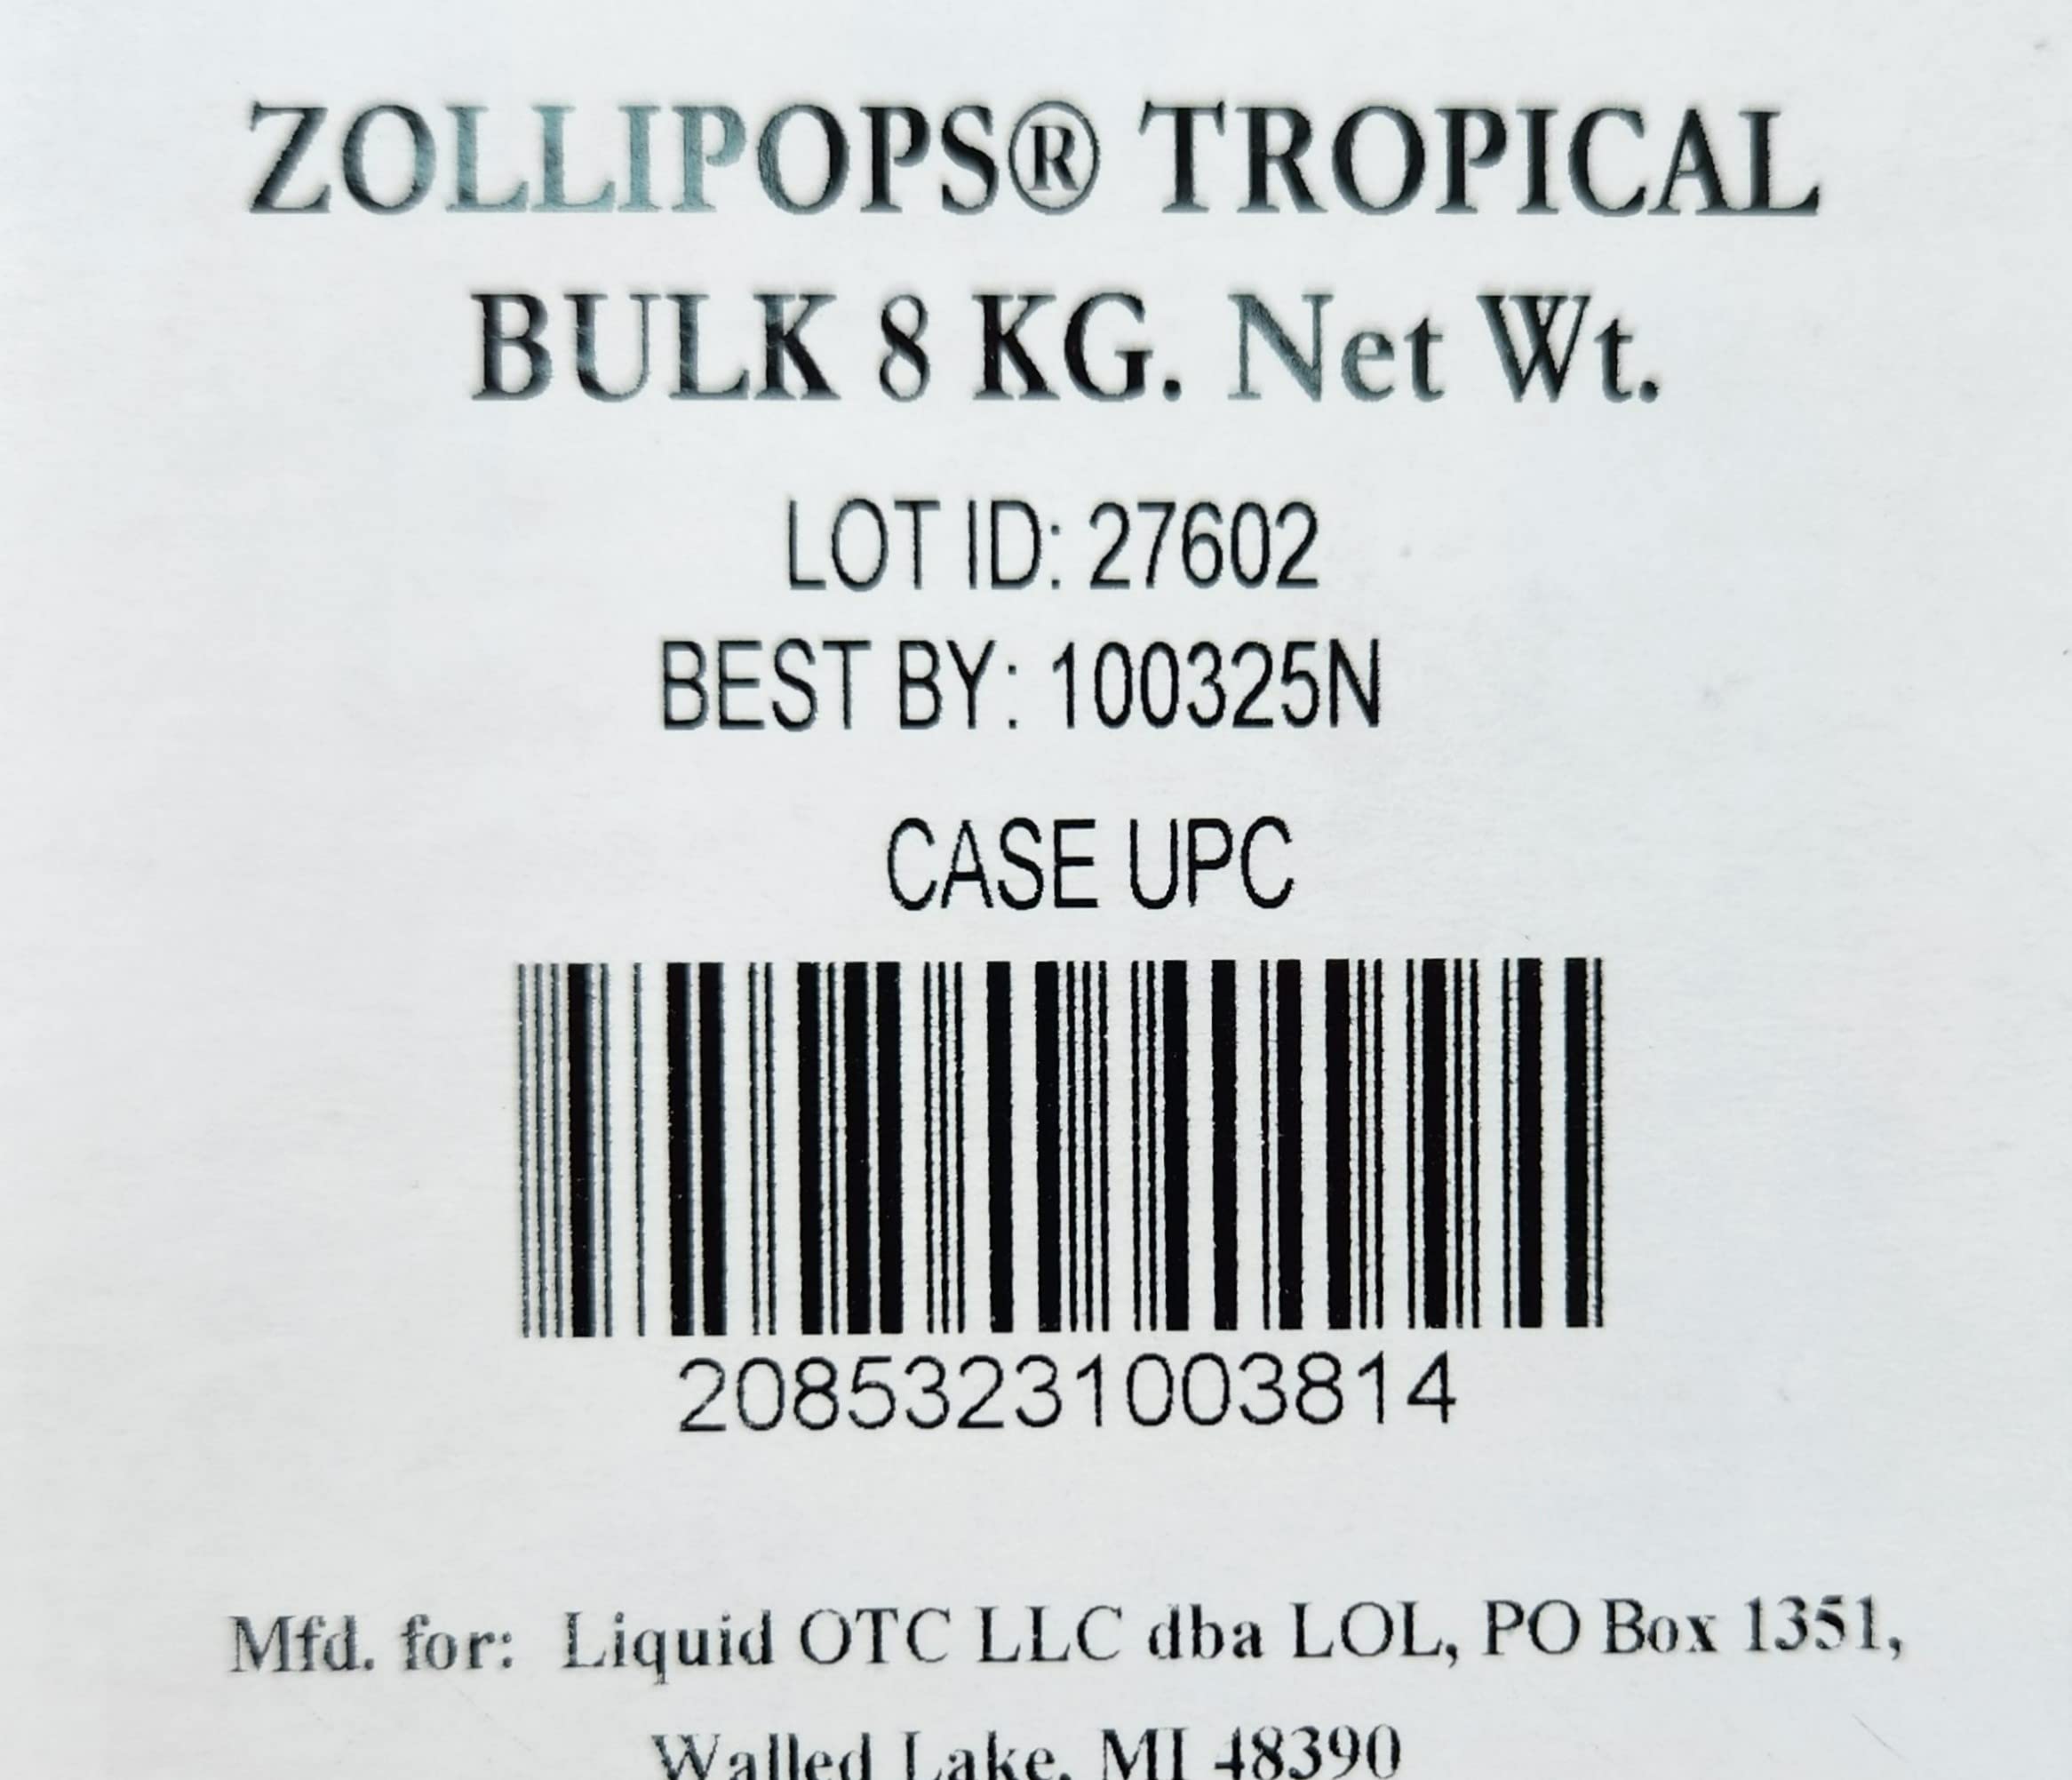 ZOLLIPOPS® TROPICAL
BULK 8 KG. Net Wt.
LOT ID: 27602
BEST BY: 100325N
CASE UPC
20853231003814
Mfd. for: Liquid OTC LLC dba LOL, PO Box 1351,
Walled Lake, MI 48390